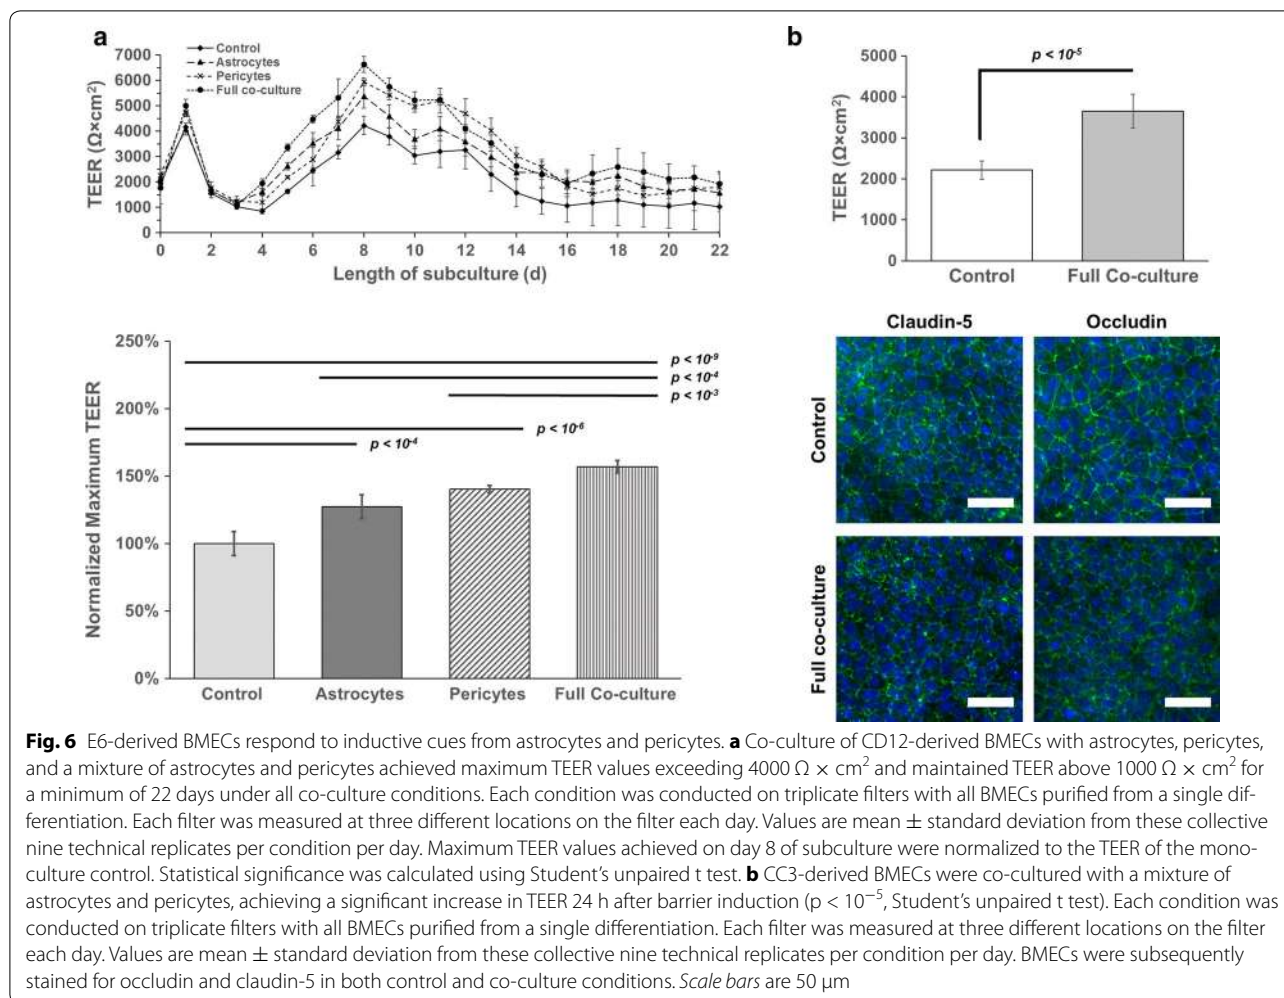 a
Control
Astrocytes
Pericytes
Full co-culture
7000
6000
5000
4000
3000
2000
1000
0
TEER (Ω×cm²)
0 2 4 6 8 10 12 14 16 18 20 22
Length of subculture (d)
b
p < 10⁻⁵
5000
4000
3000
2000
1000
0
TEER (Ω×cm²)
Control Full Co-culture
250%
200%
150%
100%
50%
0%
Normalized Maximum TEER
p < 10⁻⁹
p < 10⁻⁴
p < 10⁻³
p < 10⁻⁶
p < 10⁻⁴
Control Astrocytes Pericytes Full Co-culture
Claudin-5 Occludin
Control
Full co-culture
Fig. 6 E6-derived BMECs respond to inductive cues from astrocytes and pericytes. a Co-culture of CD12-derived BMECs with astrocytes, pericytes,
and a mixture of astrocytes and pericytes achieved maximum TEER values exceeding 4000 Ω × cm² and maintained TEER above 1000 Ω × cm² for
a minimum of 22 days under all co-culture conditions. Each condition was conducted on triplicate filters with all BMECs purified from a single dif-
ferentiation. Each filter was measured at three different locations on the filter each day. Values are mean ± standard deviation from these collective
nine technical replicates per condition per day. Maximum TEER values achieved on day 8 of subculture were normalized to the TEER of the mono-
culture control. Statistical significance was calculated using Student's unpaired t test. b CC3-derived BMECs were co-cultured with a mixture of
astrocytes and pericytes, achieving a significant increase in TEER 24 h after barrier induction (p < 10⁻⁵, Student's unpaired t test). Each condition was
conducted on triplicate filters with all BMECs purified from a single differentiation. Each filter was measured at three different locations on the filter
each day. Values are mean ± standard deviation from these collective nine technical replicates per condition per day. BMECs were subsequently
stained for occludin and claudin-5 in both control and co-culture conditions. Scale bars are 50 μm